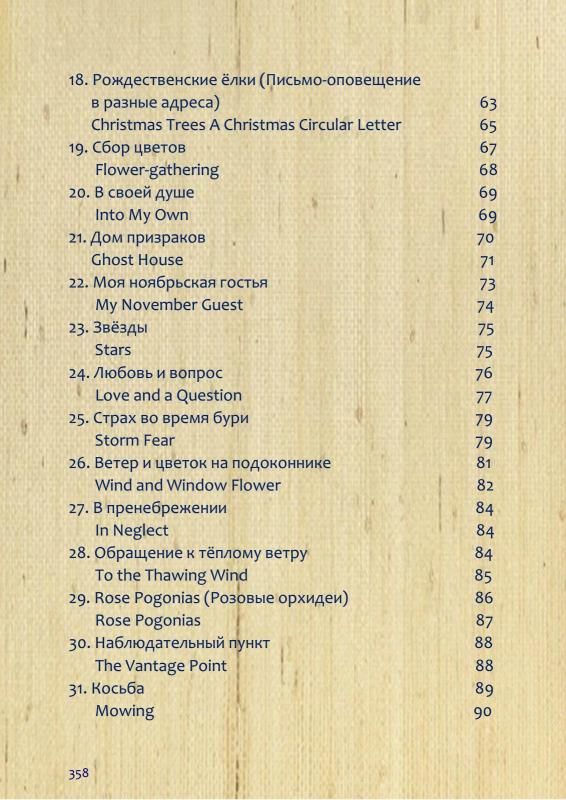 18. Рождественские ёлки (Письмо-оповещение
в разные адреса) 63
Christmas Trees A Christmas Circular Letter 65
19. Сбор цветов 67
Flower-gathering 68
20. В своей душе 69
Into My Own 69
21. Дом призраков 70
Ghost House 71
22. Моя ноябрьская гостья 73
My November Guest 74
23. Звёзды 75
Stars 75
24. Любовь и вопрос 76
Love and a Question 77
25. Страх во время бури 79
Storm Fear 79
26. Ветер и цветок на подоконнике 81
Wind and Window Flower 82
27. В пренебрежении 84
In Neglect 84
28. Обращение к тёплому ветру 84
To the Thawing Wind 85
29. Rose Pogonias (Розовые орхидеи) 86
Rose Pogonias 87
30. Наблюдательный пункт 88
The Vantage Point 88
31. Косьба 89
Mowing 90
358